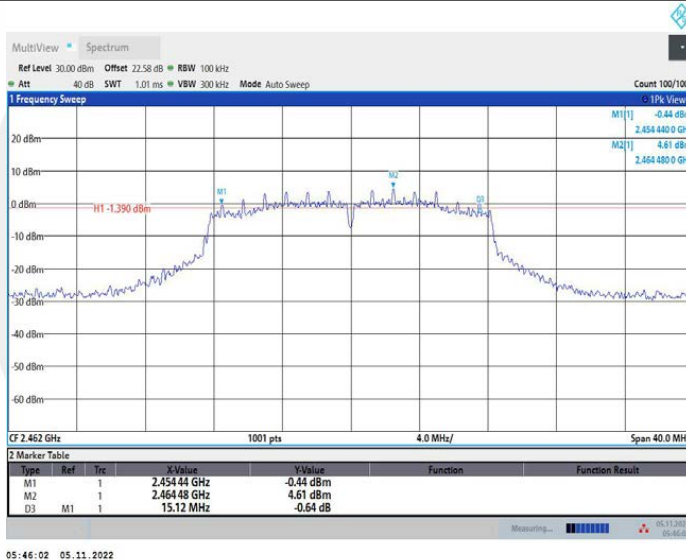 MultiView Spectrum
Ref Level 30.00 dBm Offset 22.58 dB RBW 100 kHz
Att 40 dB SWT 1.01 ms VBW 300 kHz Mode Auto Sweep Count 100/100
1 Frequency Sweep 1Pk View
M1[1] -0.44 dBm
2.454 440 0 GH
M2[1] 4.61 dBm
2.464 480 0 GH
20 dBm
10 dBm
M1 M2
0 dBm D3
H1 -1.390 dBm
-10 dBm
-20 dBm
-30 dBm
-40 dBm
-50 dBm
-60 dBm
CF 2.462 GHz 1001 pts 4.0 MHz/ Span 40.0 MH
2 Marker Table
Type Ref Trc X-Value Y-Value Function Function Result
M1 1 2.454 44 GHz -0.44 dBm
M2 1 2.464 48 GHz 4.61 dBm
D3 M1 1 15.12 MHz -0.64 dB
Measuring...
05:46:02 05.11.2022